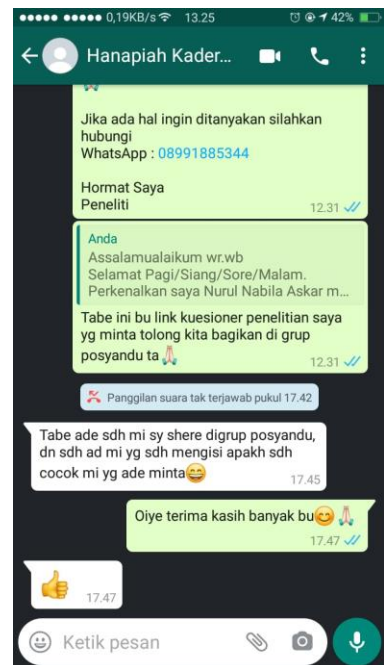 0,19KB/s 13.25 42%
Hanapiah Kader...
Jika ada hal ingin ditanyakan silahkan
hubungi
WhatsApp : 08991885344
Hormat Saya
Peneliti
12.31
Anda
Assalamualaikum wr.wb
Selamat Pagi/Siang/Sore/Malam.
Perkenalkan saya Nurul Nabila Askar m...
Tabe ini bu link kuesioner penelitian saya
yg minta tolong kita bagikan di grup
posyandu ta
12.31
Panggilan suara tak terjawab pukul 17.42
Tabe ade sdh mi sy shere digrup posyandu,
dn sdh ad mi yg sdh mengisi apakh sdh
cocok mi yg ade minta
17.45
Oiye terima kasih banyak bu
17.47
17.47
Ketik pesan